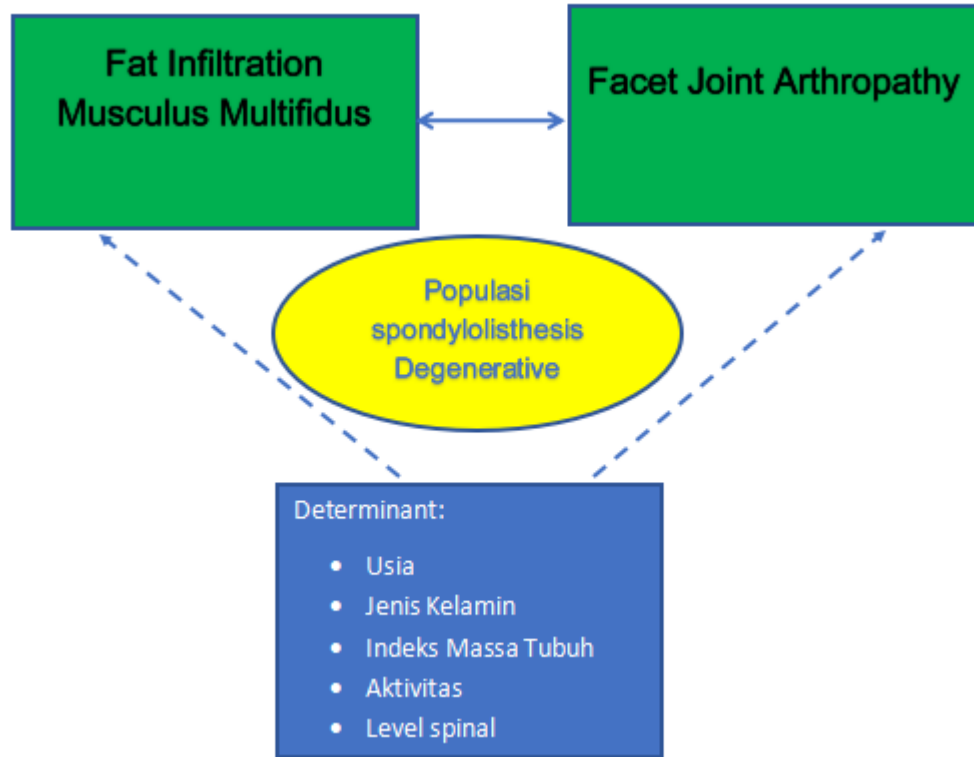 Fat Infiltration
Musculus Multifidus
Facet Joint Arthropathy
Populasi
spondylolisthesis
Degenerative
Determinant:
• Usia
• Jenis Kelamin
• Indeks Massa Tubuh
• Aktivitas
• Level spinal